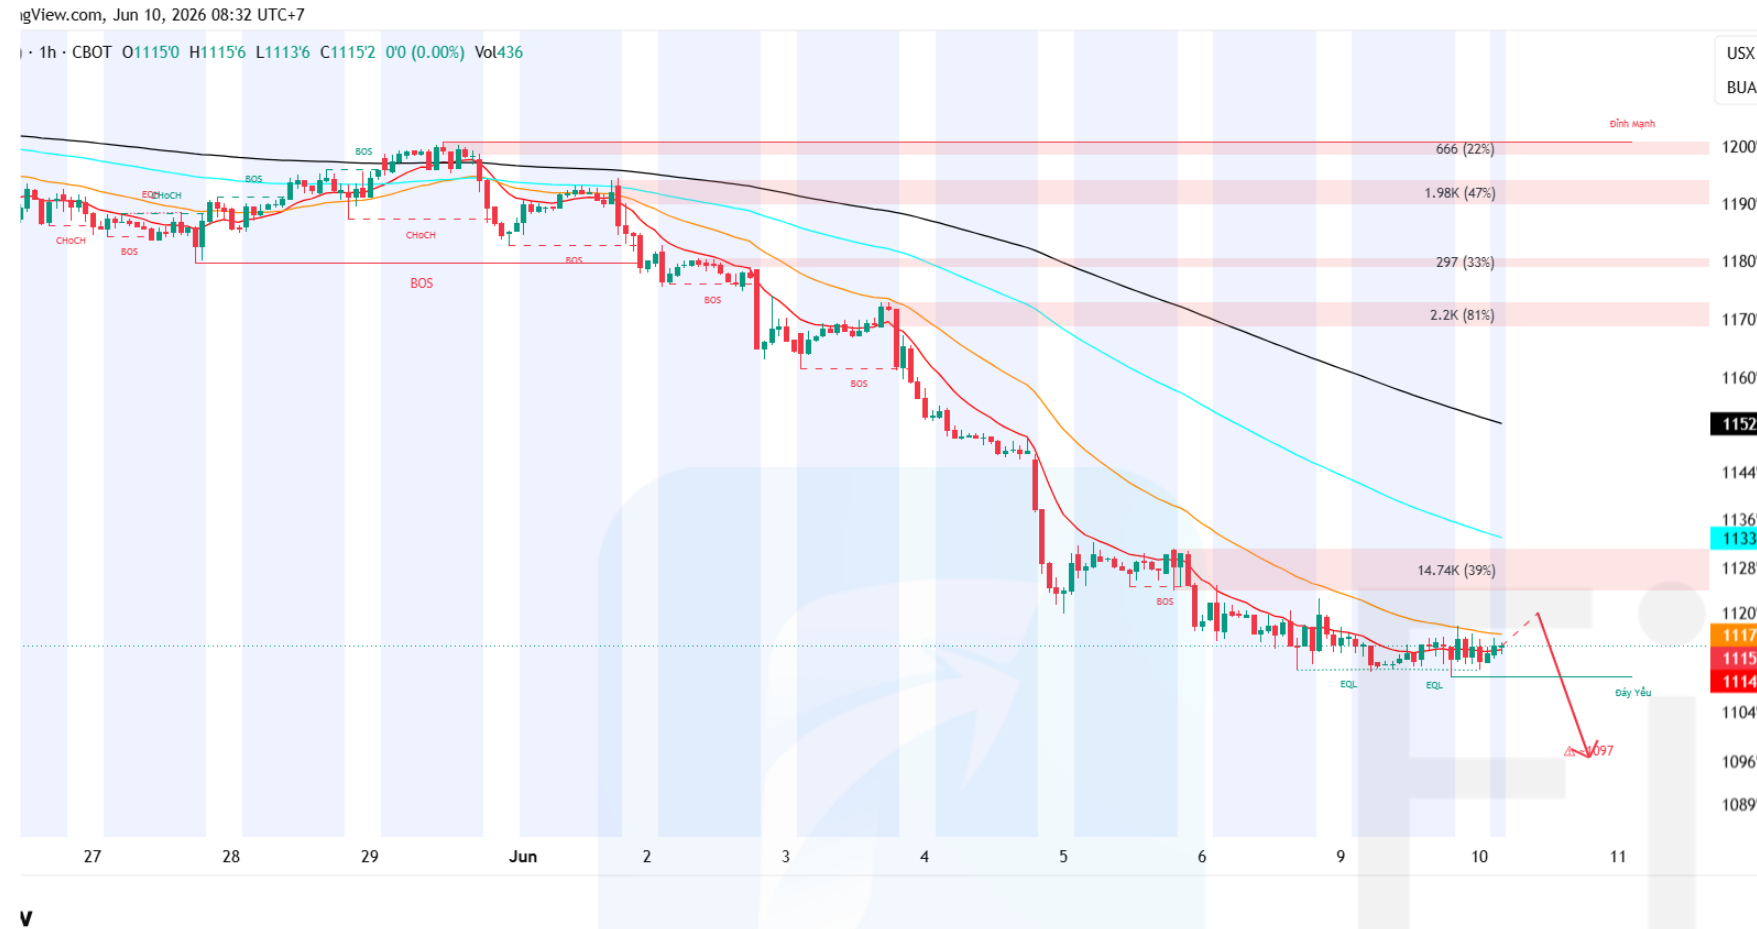 gView.com, Jun 10, 2026 08:32 UTC+7
) · 1h · CBOT O1115'0 H1115'6 L1113'6 C1115'2 0'0 (0.00%) Vol436
USX
BUA
Đỉnh Mạnh
1200'
666 (22%)
BOS
BOS
CHoCH
1.98K (47%)
1190'
CHoCH
BOS
CHoCH
BOS
297 (33%)
1180'
BOS
BOS
2.2K (81%)
1170'
BOS
1160'
1152
1144'
1136'
1133
14.74K (39%)
1128'
BOS
1120'
1117
1115
1114
EQL
EQL
Đáy Yếu
1104'
1097
1096'
1089'
27
28
29
Jun
2
3
4
5
6
9
10
11
Fi